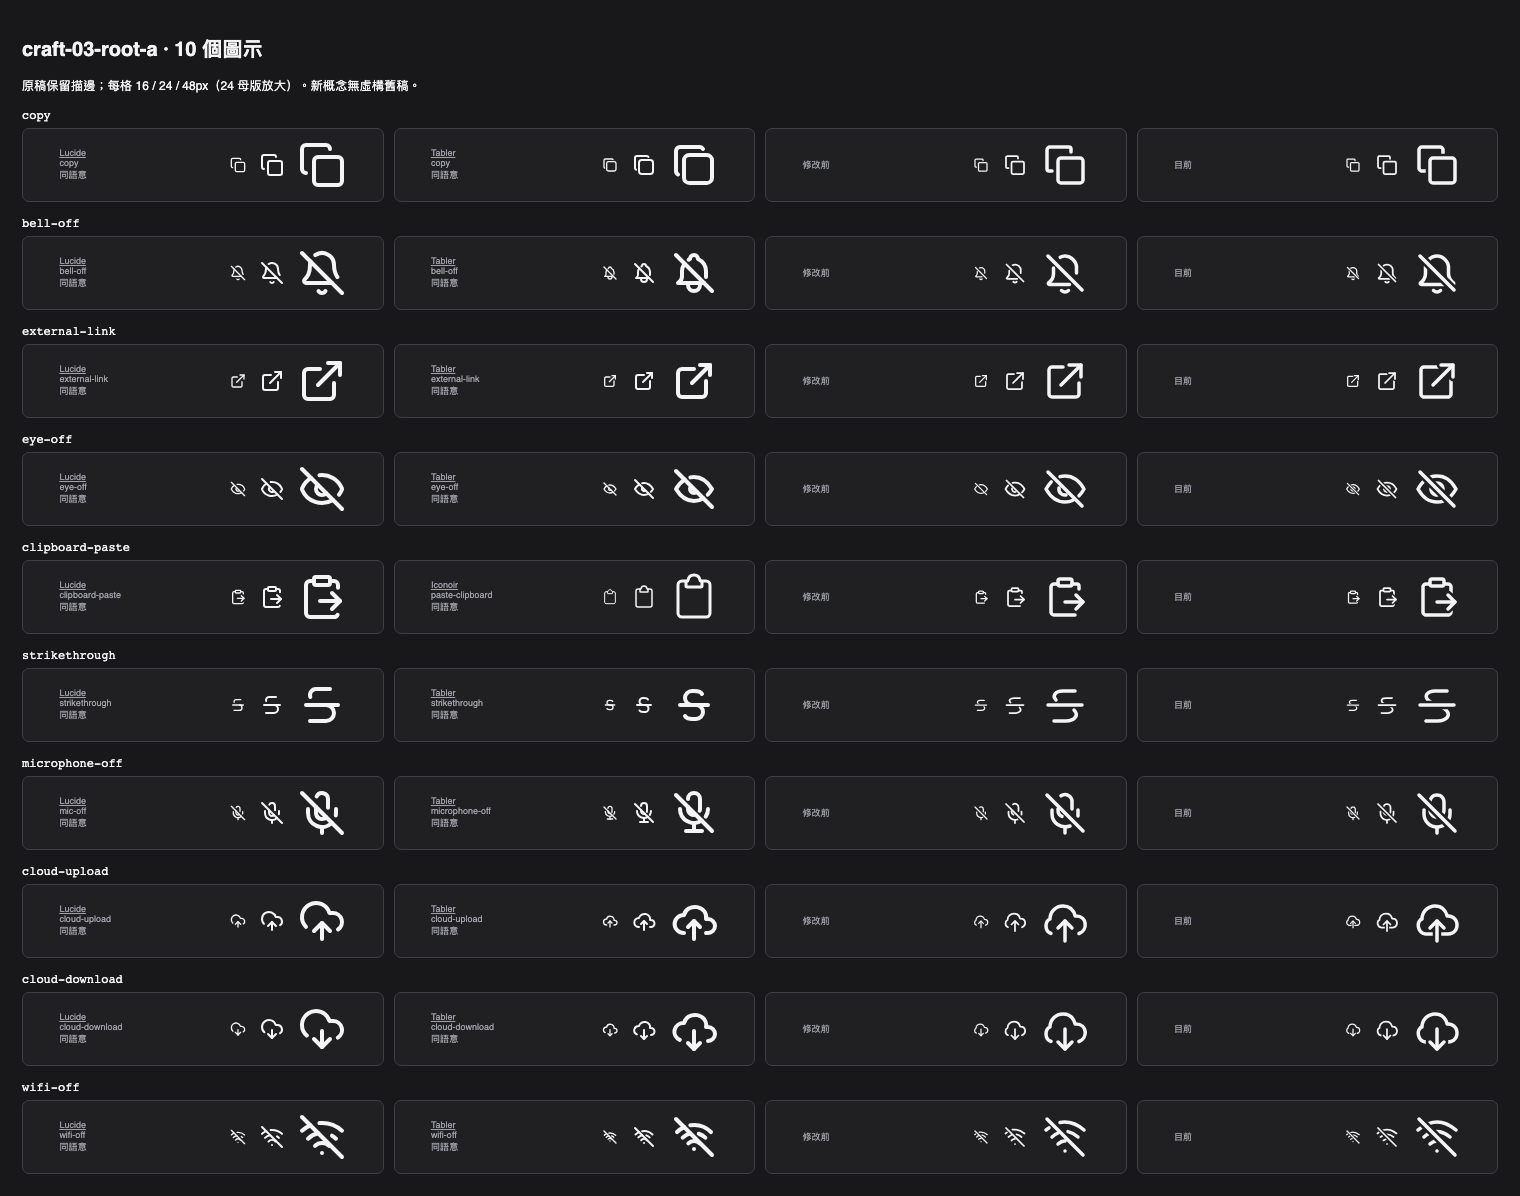 craft-03-root-a · 10 個圖示
原稿保留描邊；每格 16 / 24 / 48px（24 母版放大）。新概念無虛構舊稿。
copy
Lucide
copy
同語意
Tabler
copy
同語意
修改前
目前
bell-off
Lucide
bell-off
同語意
Tabler
bell-off
同語意
修改前
目前
external-link
Lucide
external-link
同語意
Tabler
external-link
同語意
修改前
目前
eye-off
Lucide
eye-off
同語意
Tabler
eye-off
同語意
修改前
目前
clipboard-paste
Lucide
clipboard-paste
同語意
Iconoir
paste-clipboard
同語意
修改前
目前
strikethrough
Lucide
strikethrough
同語意
Tabler
strikethrough
同語意
修改前
目前
microphone-off
Lucide
mic-off
同語意
Tabler
microphone-off
同語意
修改前
目前
cloud-upload
Lucide
cloud-upload
同語意
Tabler
cloud-upload
同語意
修改前
目前
cloud-download
Lucide
cloud-download
同語意
Tabler
cloud-download
同語意
修改前
目前
wifi-off
Lucide
wifi-off
同語意
Tabler
wifi-off
同語意
修改前
目前